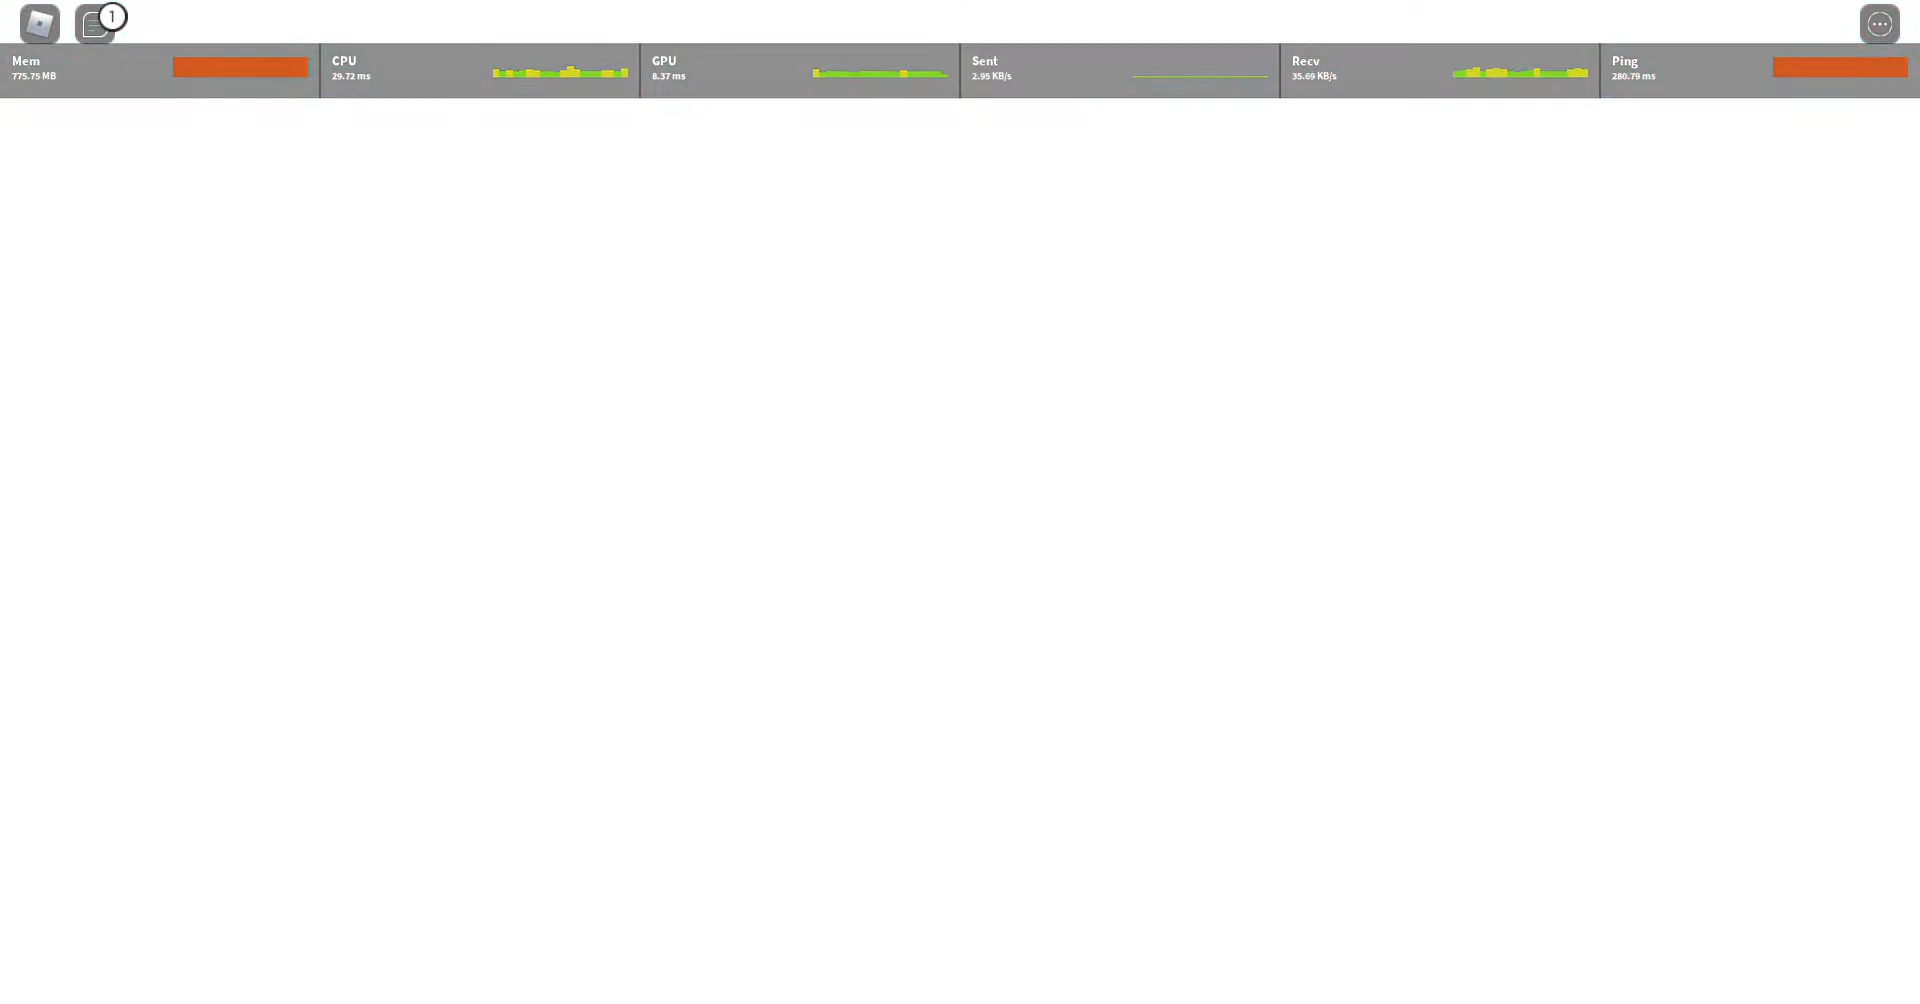 1
Mem
775.75 MB
CPU
29.72 ms
GPU
8.37 ms
Sent
2.95 KB/s
Recv
35.69 KB/s
Ping
280.79 ms